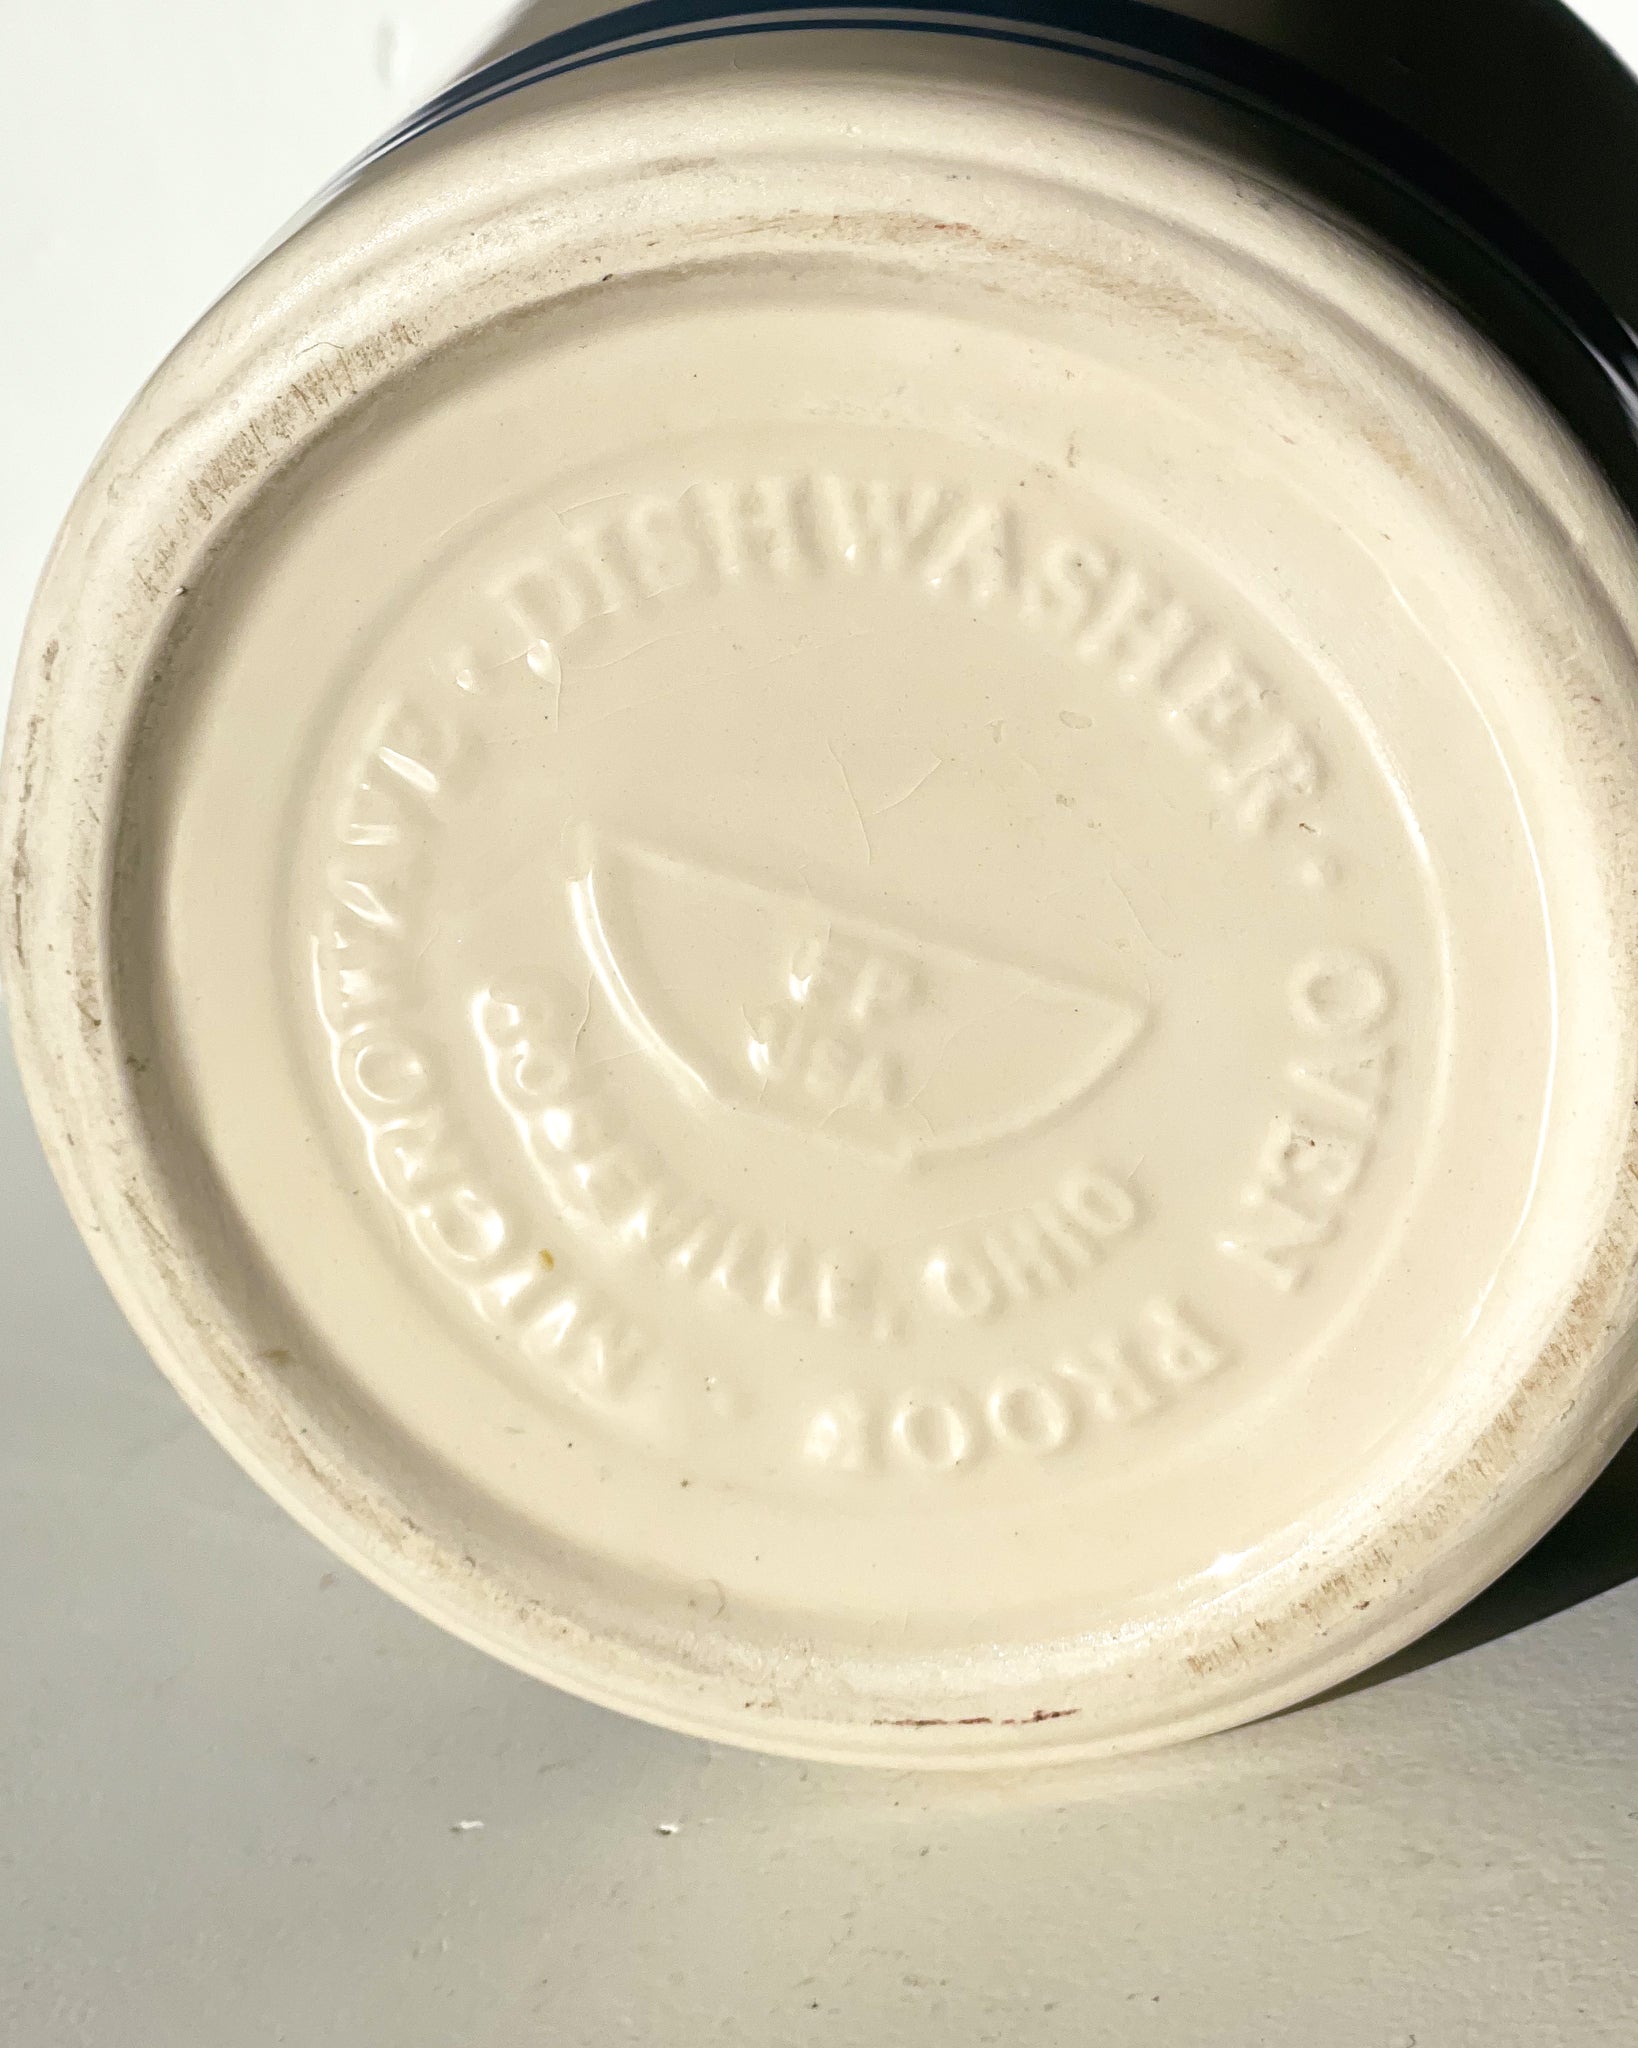 MICROWAVE · DISHWASHER · OVEN PROOF ·
ROSEVILLE, OHIO